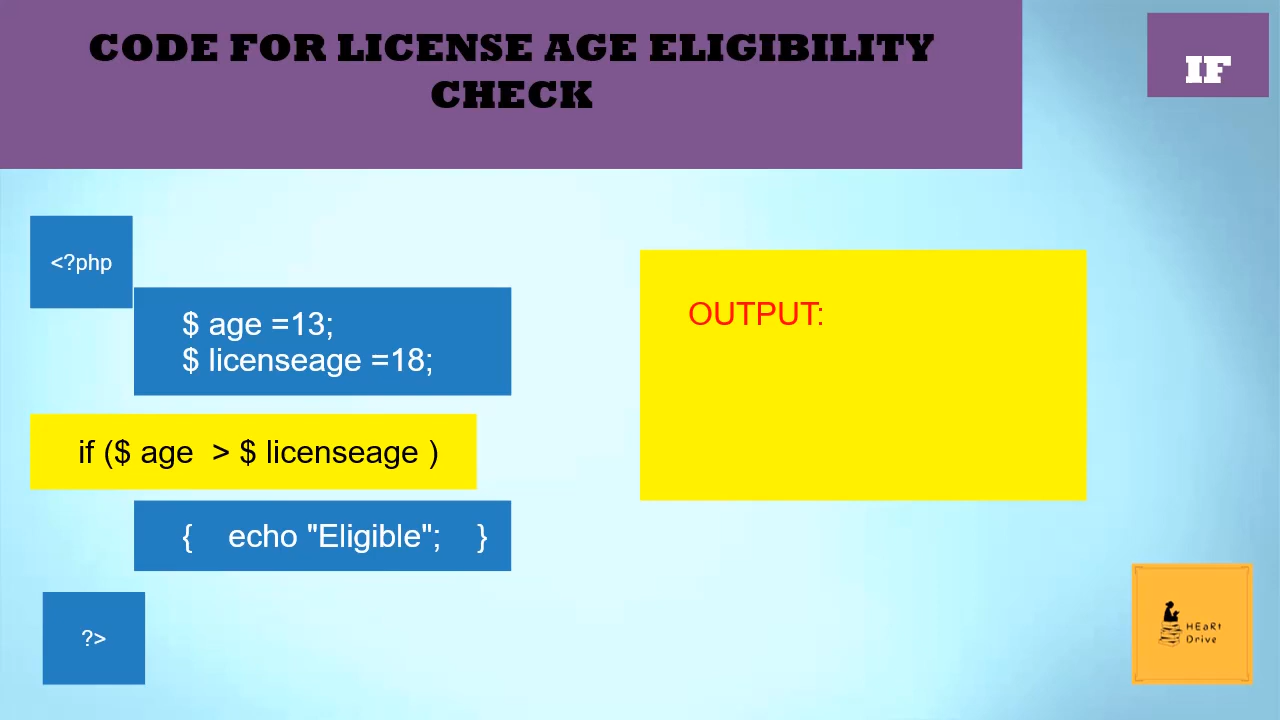 CODE FOR LICENSE AGE ELIGIBILITY
CHECK
IF
<?php
$ age =13;
$ licenseage =18;
if ($ age  > $ licenseage )
{    echo "Eligible";    }
?>
OUTPUT:
HEaRt
Drive